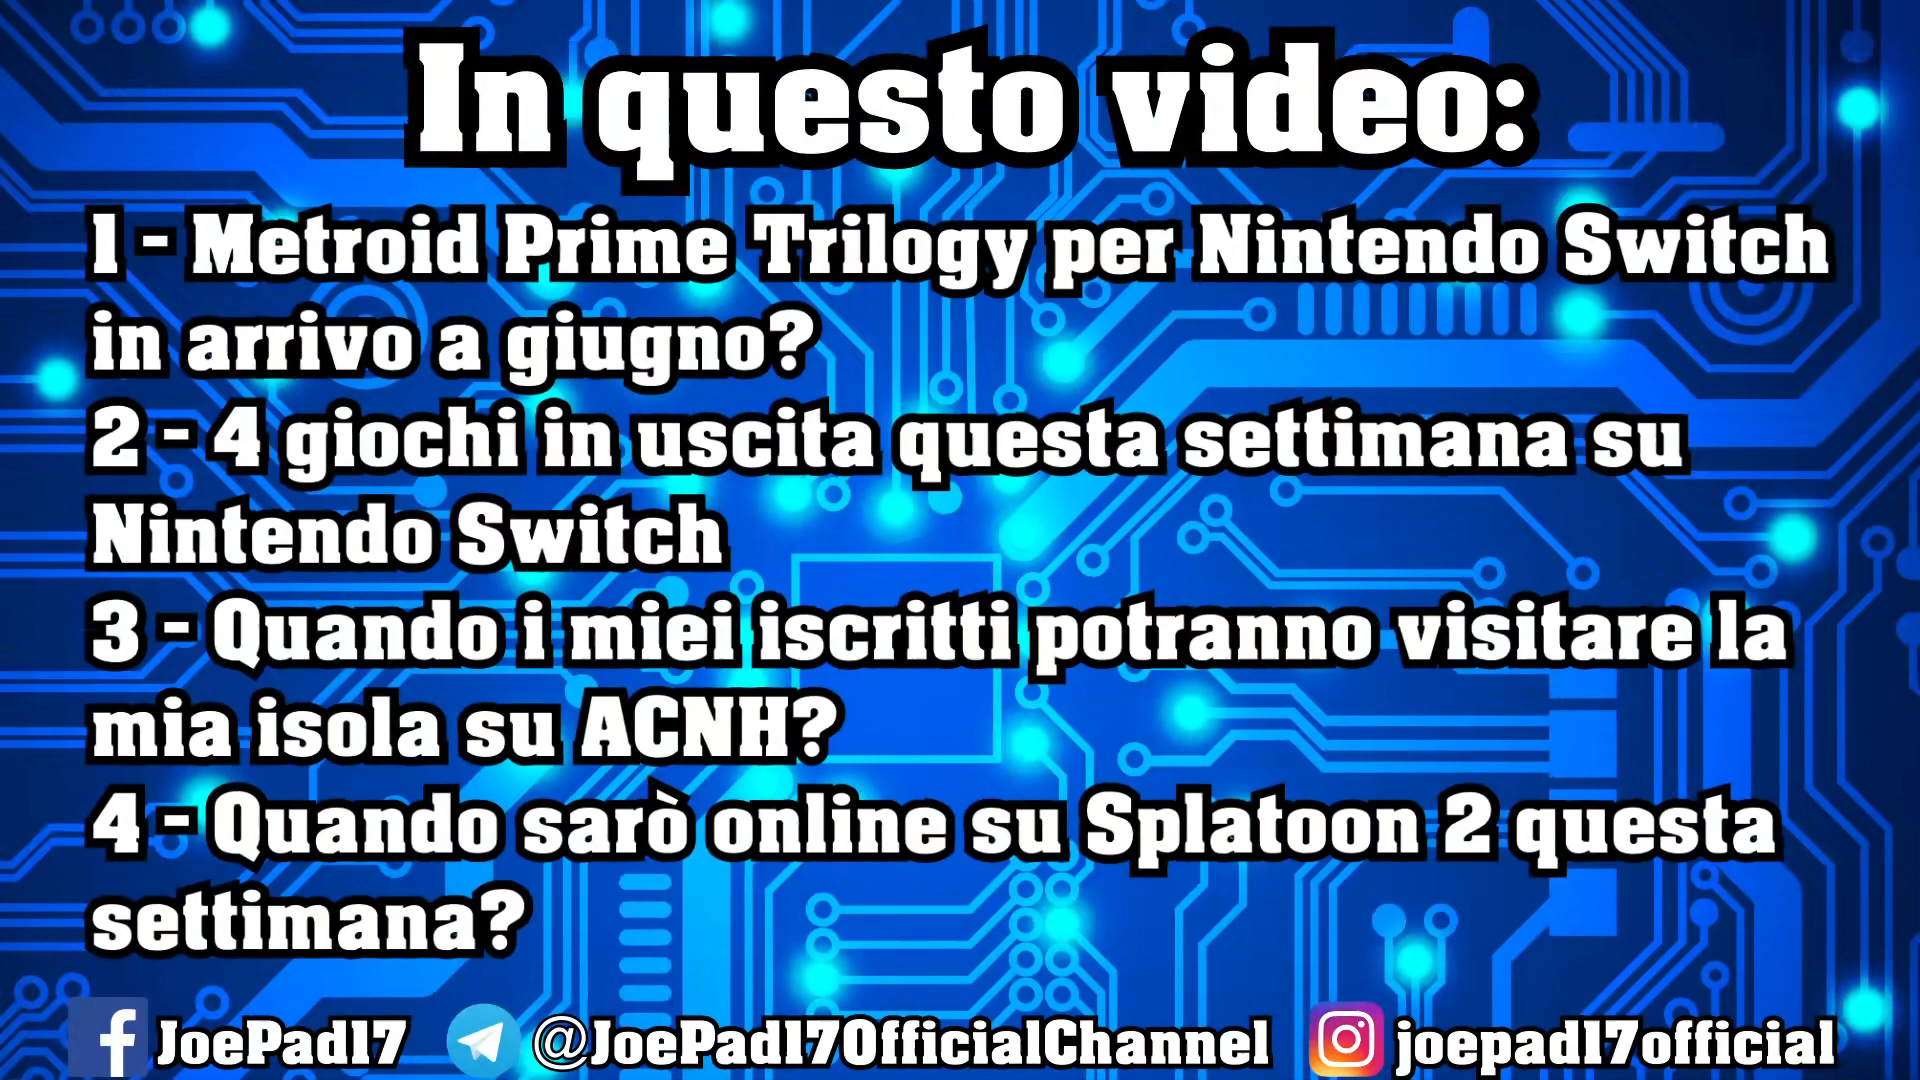 In questo video:
1 - Metroid Prime Trilogy per Nintendo Switch
in arrivo a giugno?
2 - 4 giochi in uscita questa settimana su
Nintendo Switch
3 - Quando i miei iscritti potranno visitare la
mia isola su ACNH?
4 - Quando sarò online su Splatoon 2 questa
settimana?
JoePad17 @JoePad17OfficialChannel joepad17official